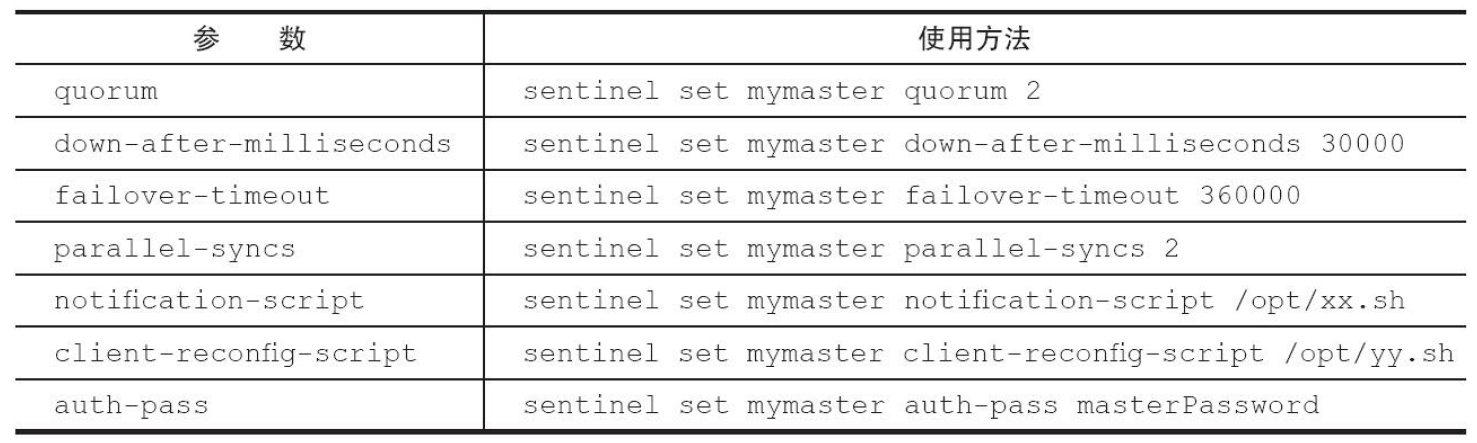 参 数 使用方法
quorum sentinel set mymaster quorum 2
down-after-milliseconds sentinel set mymaster down-after-milliseconds 30000
failover-timeout sentinel set mymaster failover-timeout 360000
parallel-syncs sentinel set mymaster parallel-syncs 2
notification-script sentinel set mymaster notification-script /opt/xx.sh
client-reconfig-script sentinel set mymaster client-reconfig-script /opt/yy.sh
auth-pass sentinel set mymaster auth-pass masterPassword